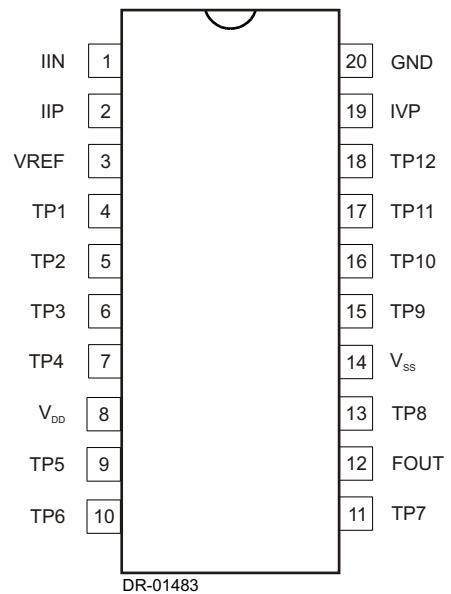 IIN 1 20 GND
IIP 2 19 IVP
VREF 3 18 TP12
TP1 4 17 TP11
TP2 5 16 TP10
TP3 6 15 TP9
TP4 7 14 VSS
VDD 8 13 TP8
TP5 9 12 FOUT
TP6 10 11 TP7
DR-01483